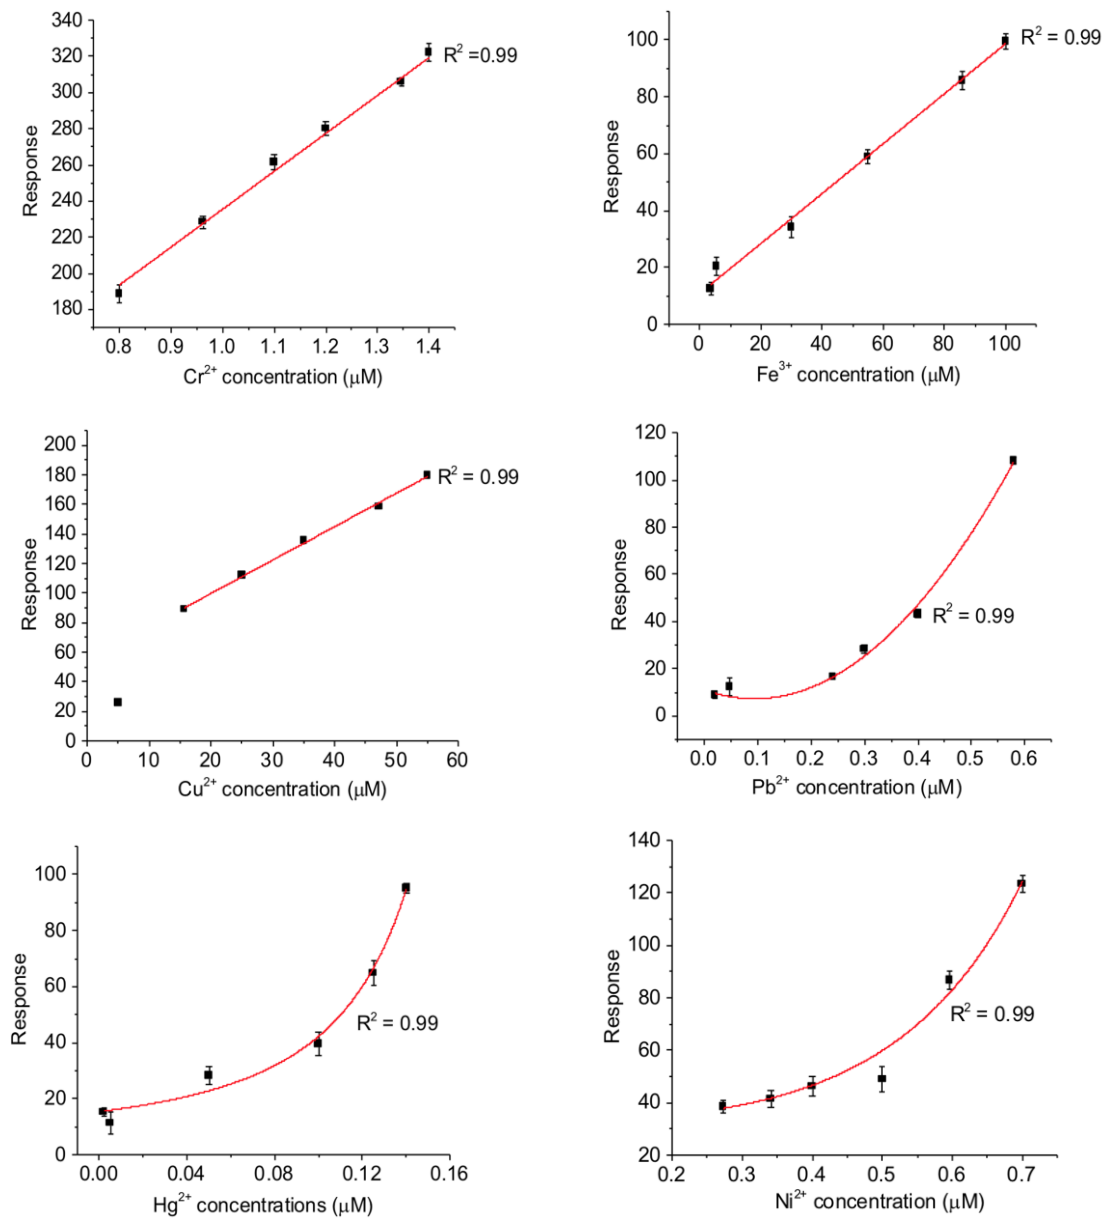 340
320
300
280
260
240
220
200
180
Response
R² =0.99
0.8 0.9 1.0 1.1 1.2 1.3 1.4
Cr²⁺ concentration (μM)
100
80
60
40
20
0
Response
R² = 0.99
0 20 40 60 80 100
Fe³⁺ concentration (μM)
200
180
160
140
120
100
80
60
40
20
0
Response
R² = 0.99
0 10 20 30 40 50 60
Cu²⁺ concentration (μM)
120
100
80
60
40
20
0
Response
R² = 0.99
0.0 0.1 0.2 0.3 0.4 0.5 0.6
Pb²⁺ concentration (μM)
100
80
60
40
20
0
Response
R² = 0.99
0.00 0.04 0.08 0.12 0.16
Hg²⁺ concentrations (μM)
140
120
100
80
60
40
20
Response
R² = 0.99
0.2 0.3 0.4 0.5 0.6 0.7
Ni²⁺ concentration (μM)